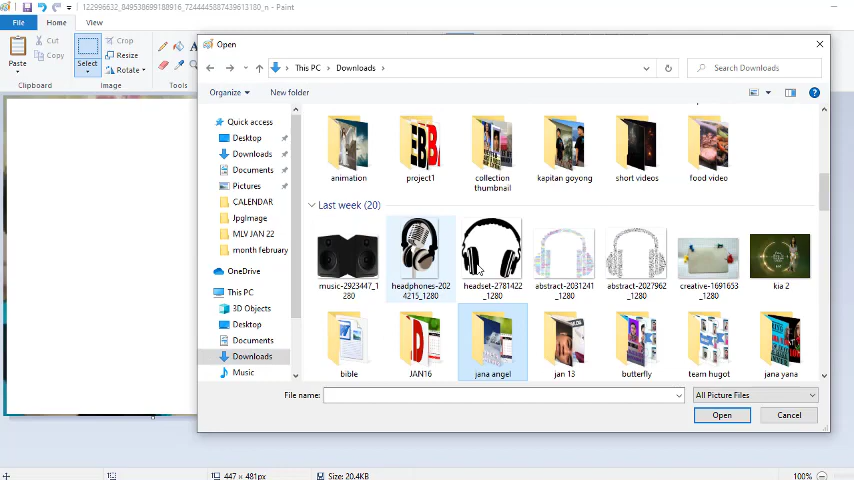 122996632_849538699188916_7244445887439613180_n - Paint
File
Home
View
Paste
Cut
Copy
Clipboard
Select
Crop
Resize
Rotate
Image
A
Tools
Open
This PC
Downloads
Search Downloads
Organize
New folder
Quick access
Desktop
Downloads
Documents
Pictures
CALENDAR
JpgImage
MLV JAN 22
month february
OneDrive
This PC
3D Objects
Desktop
Documents
Downloads
Music
animation
project1
collection
thumbnail
kapitan goyong
short videos
food video
Last week (20)
music-2923447_1
280
headphones-202
4215_1280
headset-2781422
_1280
abstract-2031241
_1280
abstract-2027962
_1280
creative-1691653
_1280
kia 2
bible
JAN16
jana angel
jan 13
butterfly
team hugot
jana yana
File name:
All Picture Files
Open
Cancel
447 × 481px
Size: 20.4KB
100%